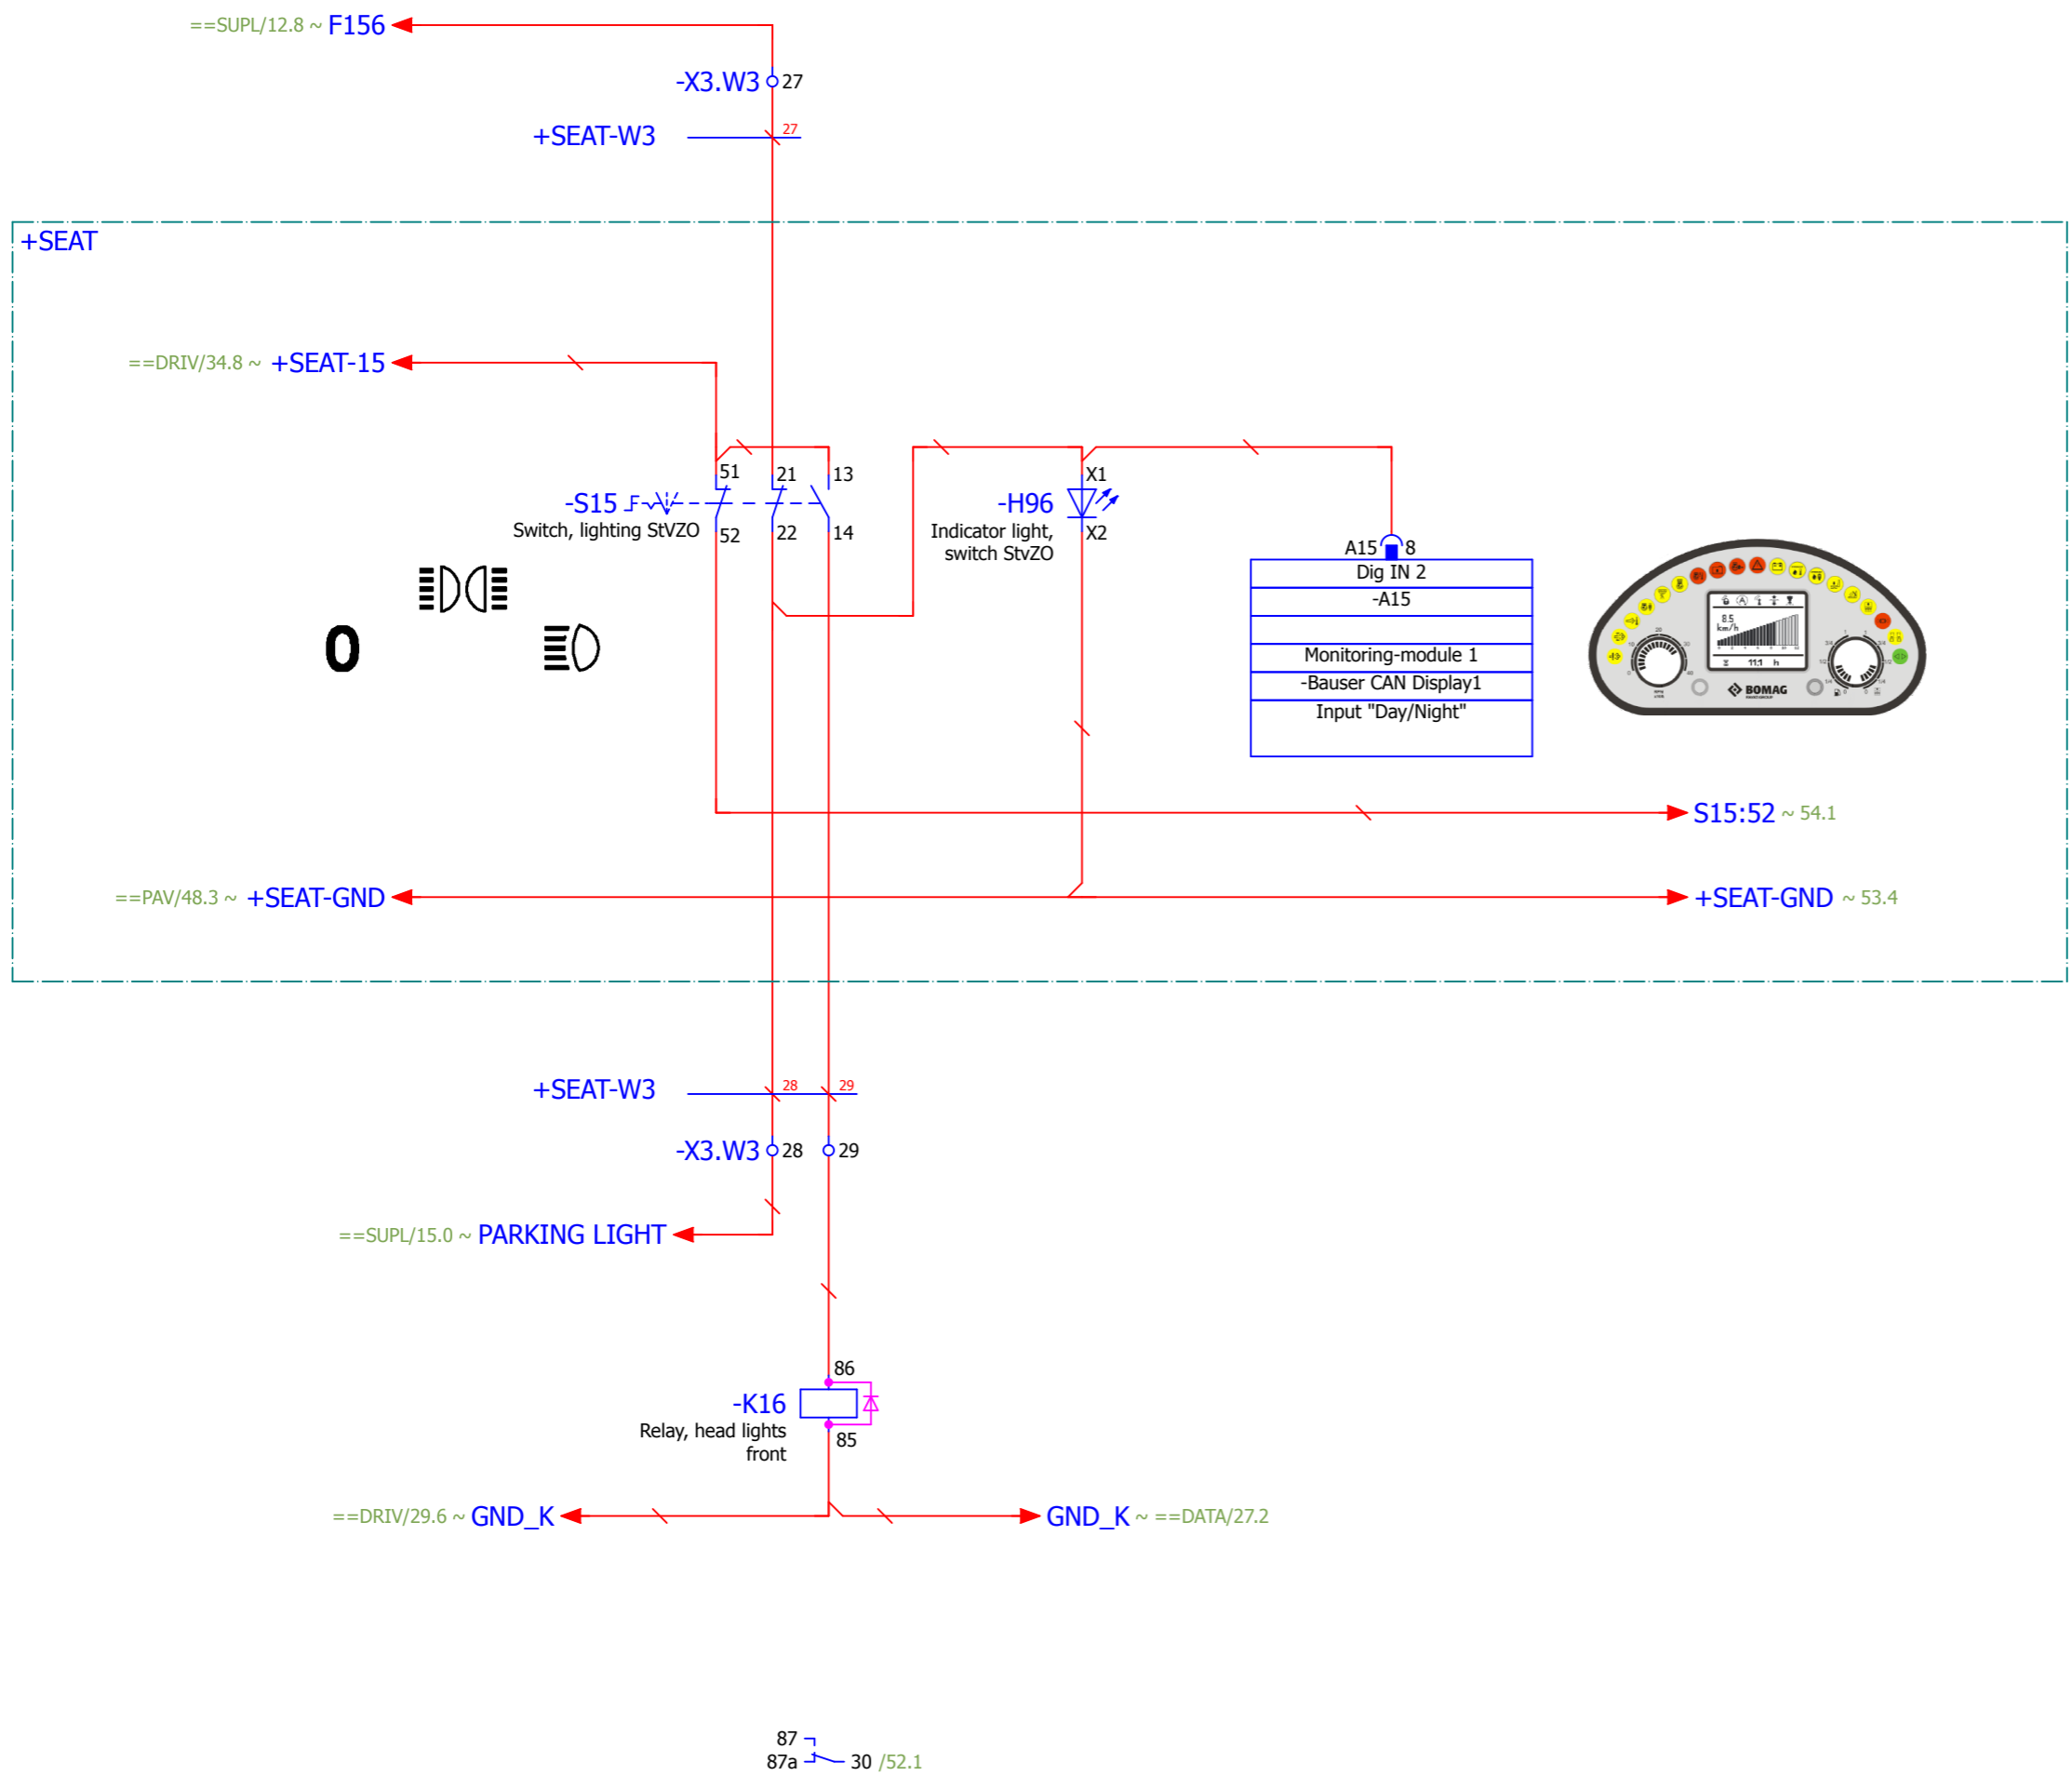 ==SUPL/12.8 ~ F156
-X3.W3 27
+SEAT-W3 27
+SEAT
==DRIV/34.8 ~ +SEAT-15
51 21 13
-S15
Switch, lighting StVZO
52 22 14
X1
-H96
Indicator light,
switch StvZO
X2
A15 8
Dig IN 2
-A15
Monitoring-module 1
-Bauser CAN Display1
Input "Day/Night"
8.5
km/h
11,1 h
BOMAG
0
S15:52 ~ 54.1
==PAV/48.3 ~ +SEAT-GND
+SEAT-GND ~ 53.4
+SEAT-W3 28 29
-X3.W3 28 29
==SUPL/15.0 ~ PARKING LIGHT
86
-K16
Relay, head lights
front
85
==DRIV/29.6 ~ GND_K
GND_K ~ ==DATA/27.2
87
87a 30 /52.1